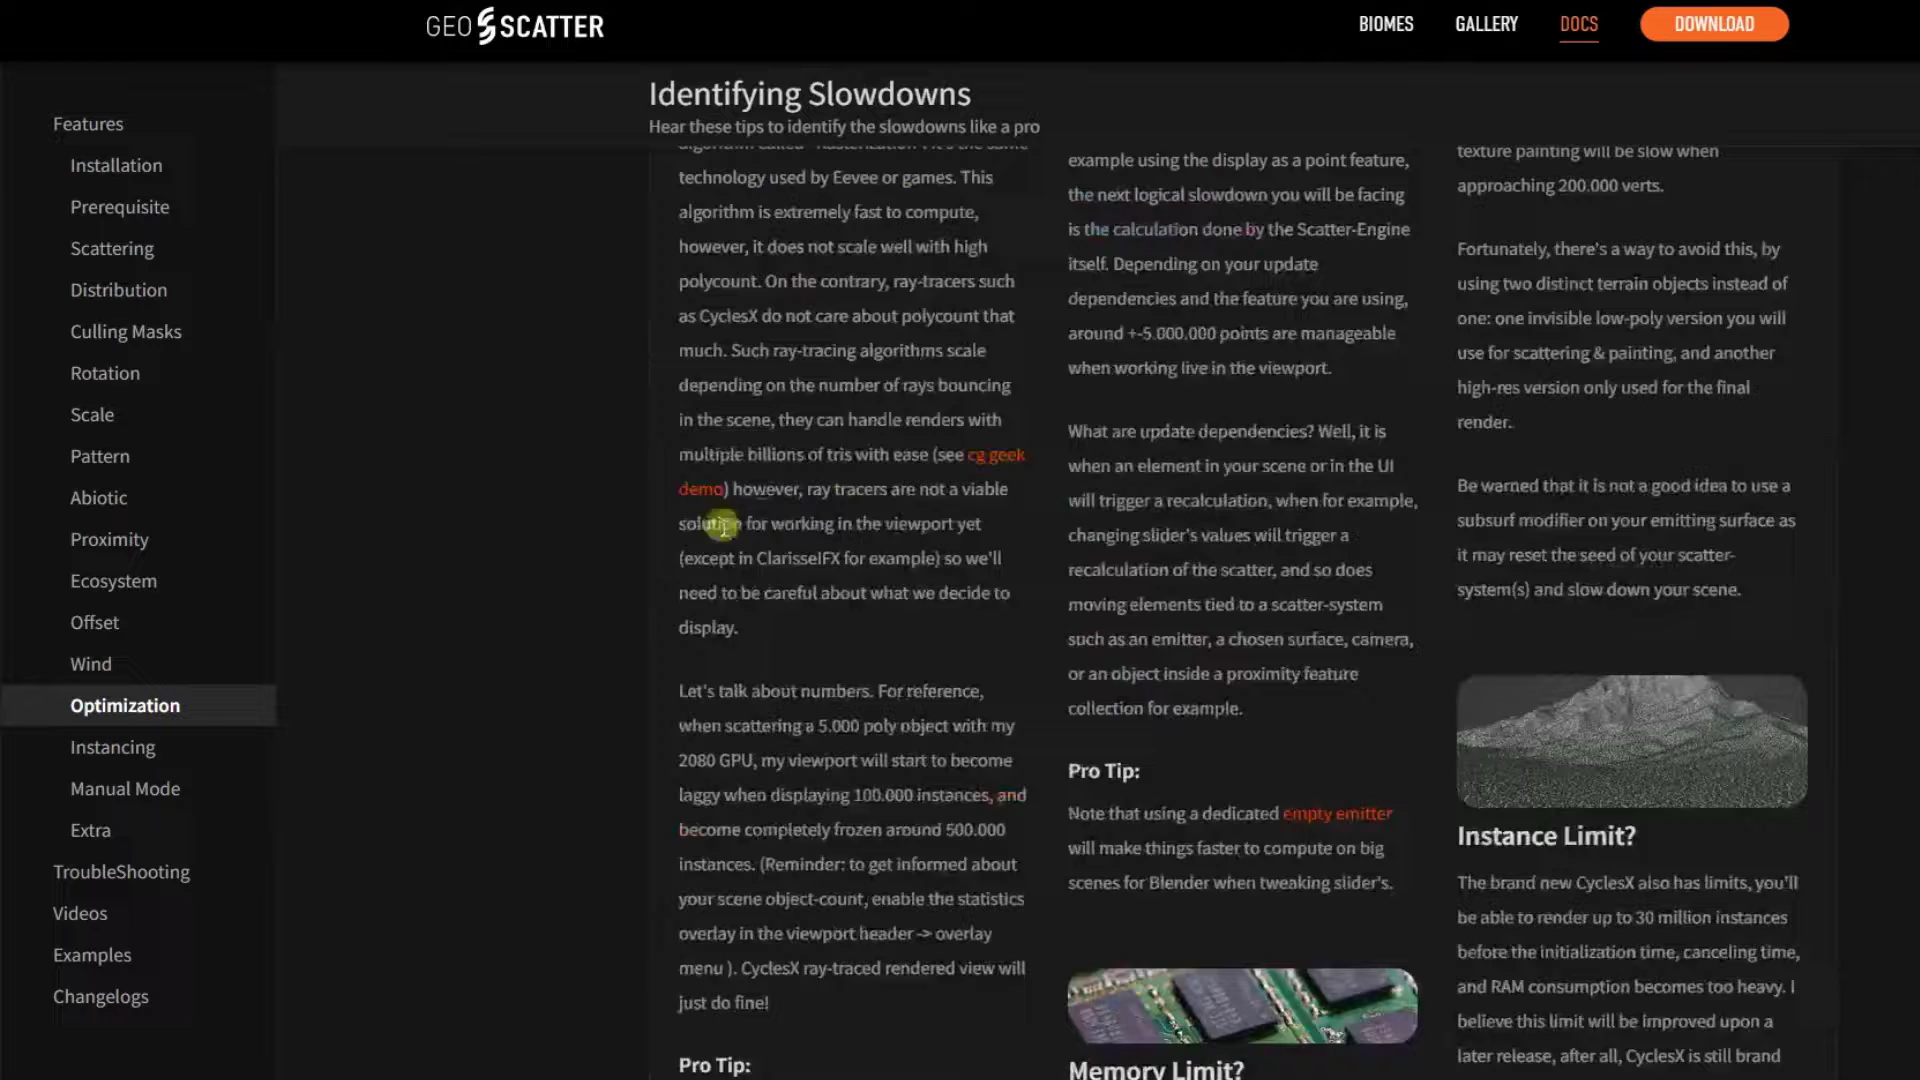 GEO SCATTER
BIOMES
GALLERY
DOCS
DOWNLOAD
Features
Installation
Prerequisite
Scattering
Distribution
Culling Masks
Rotation
Scale
Pattern
Abiotic
Proximity
Ecosystem
Offset
Wind
Optimization
Instancing
Manual Mode
Extra
TroubleShooting
Videos
Examples
Changelogs
Identifying Slowdowns
Hear these tips to identify the slowdowns like a pro
technology used by Eevee or games. This
algorithm is extremely fast to compute,
however, it does not scale well with high
polycount. On the contrary, ray-tracers such
as CyclesX do not care about polycount that
much. Such ray-tracing algorithms scale
depending on the number of rays bouncing
in the scene, they can handle renders with
multiple billions of tris with ease (see cg geek
demo) however, ray tracers are not a viable
solution for working in the viewport yet
(except in ClarisseIFX for example) so we'll
need to be careful about what we decide to
display.
Let's talk about numbers. For reference,
when scattering a 5.000 poly object with my
2080 GPU, my viewport will start to become
laggy when displaying 100.000 instances, and
become completely frozen around 500.000
instances. (Reminder: to get informed about
your scene object-count, enable the statistics
overlay in the viewport header -> overlay
menu ). CyclesX ray-traced rendered view will
just do fine!
Pro Tip:
example using the display as a point feature,
the next logical slowdown you will be facing
is the calculation done by the Scatter-Engine
itself. Depending on your update
dependencies and the feature you are using,
around +-5.000.000 points are manageable
when working live in the viewport.
What are update dependencies? Well, it is
when an element in your scene or in the UI
will trigger a recalculation, when for example,
changing slider's values will trigger a
recalculation of the scatter, and so does
moving elements tied to a scatter-system
such as an emitter, a chosen surface, camera,
or an object inside a proximity feature
collection for example.
Pro Tip:
Note that using a dedicated empty emitter
will make things faster to compute on big
scenes for Blender when tweaking slider's.
Memory Limit?
texture painting will be slow when
approaching 200.000 verts.
Fortunately, there's a way to avoid this, by
using two distinct terrain objects instead of
one: one invisible low-poly version you will
use for scattering & painting, and another
high-res version only used for the final
render.
Be warned that it is not a good idea to use a
subsurf modifier on your emitting surface as
it may reset the seed of your scatter-
system(s) and slow down your scene.
Instance Limit?
The brand new CyclesX also has limits, you'll
be able to render up to 30 million instances
before the initialization time, canceling time,
and RAM consumption becomes too heavy. I
believe this limit will be improved upon a
later release, after all, CyclesX is still brand